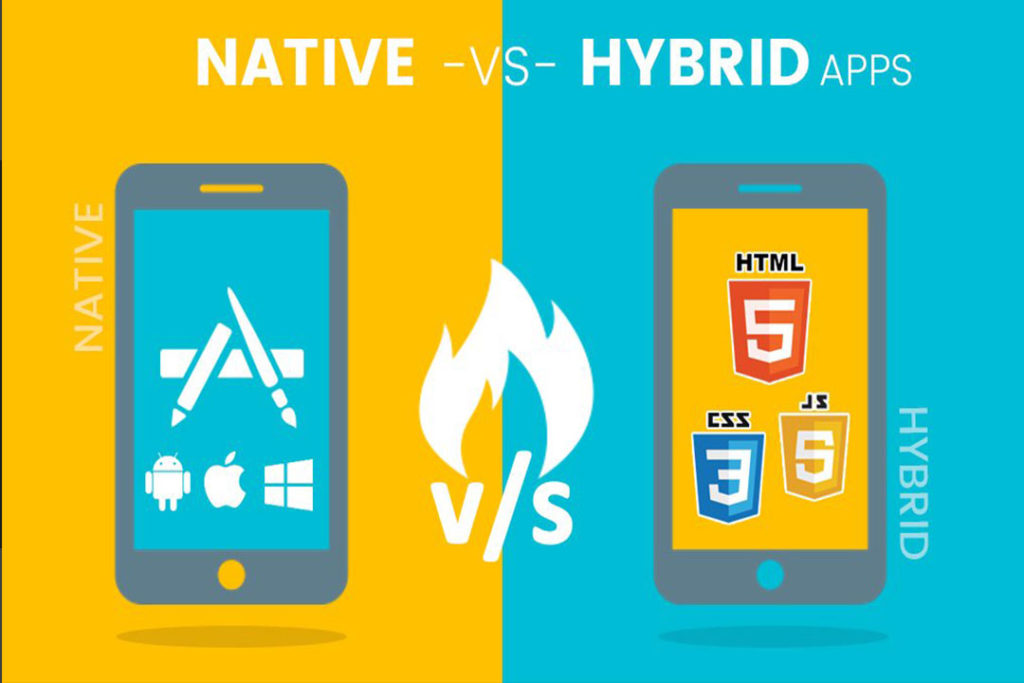 NATIVE -VS- HYBRID APPS
NATIVE
V/S
HTML
5
CSS
3
JS
5
HYBRID